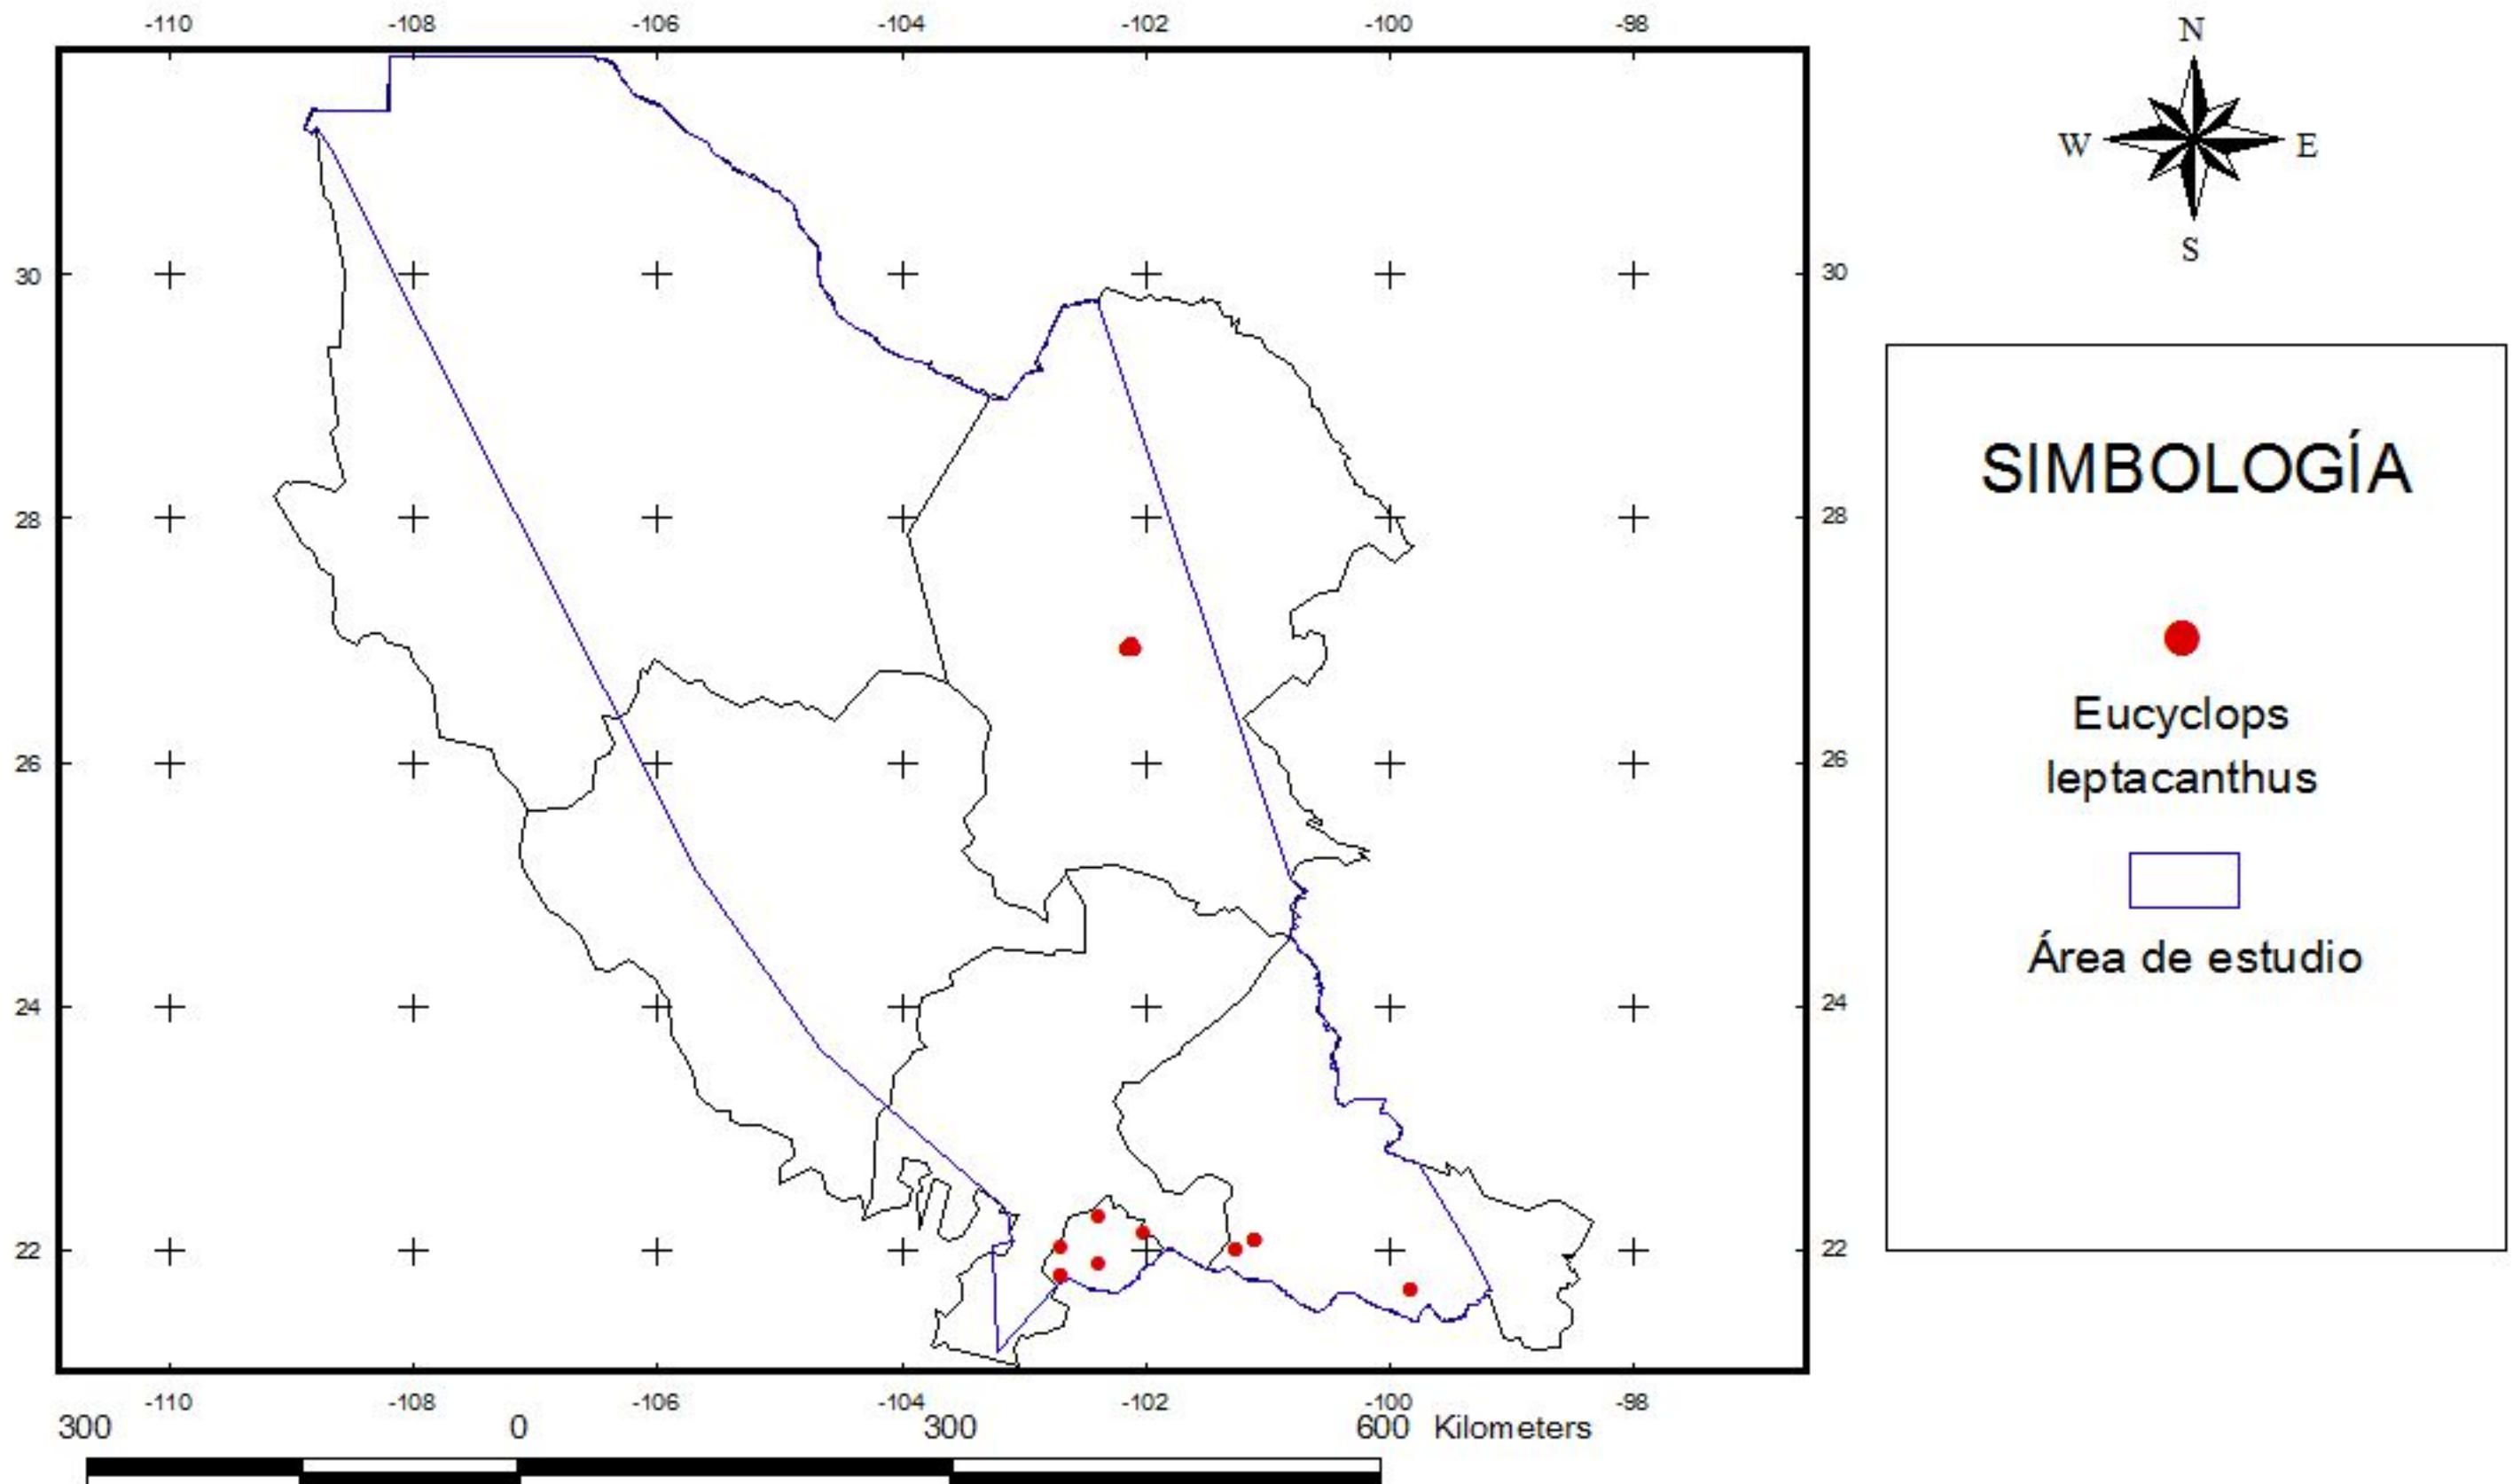 -110 -108 -106 -104 -102 -100 -98
N
W E
S
30 30
28 28
26 26
24 24
22 22
-110 -108 -106 -104 -102 -100 -98
300 0 300 600 Kilometers
SIMBOLOGÍA
Eucyclops
leptacanthus
Área de estudio